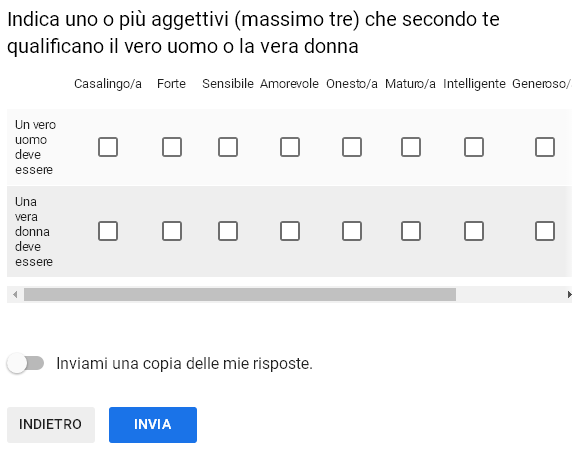 Indica uno o più aggettivi (massimo tre) che secondo te
qualificano il vero uomo o la vera donna
Casalingo/a Forte Sensibile Amorevole Onesto/a Maturo/a Intelligente Generoso/
Un vero
uomo
deve
essere
Una
vera
donna
deve
essere
Inviami una copia delle mie risposte.
INDIETRO INVIA